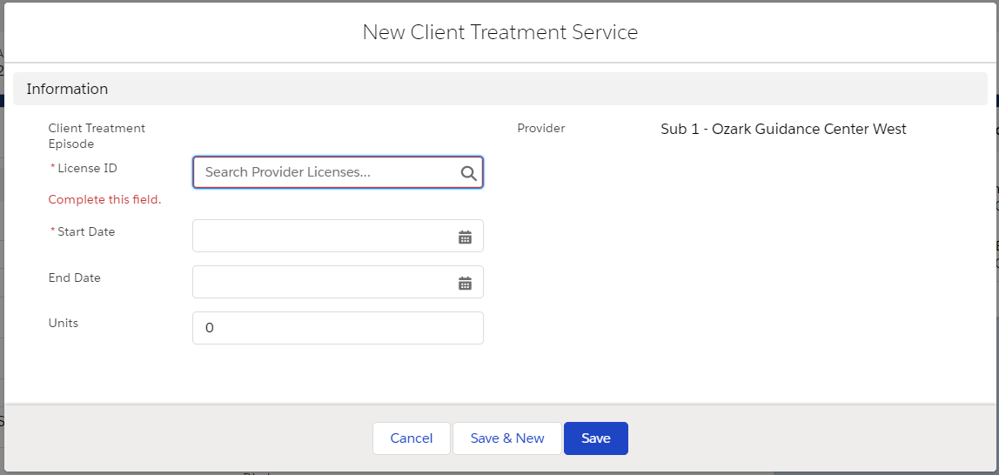 New Client Treatment Service
Information
Client Treatment
Episode
Provider
Sub 1 - Ozark Guidance Center West
* License ID
Search Provider Licenses...
Complete this field.
* Start Date
End Date
Units
0
Cancel
Save & New
Save